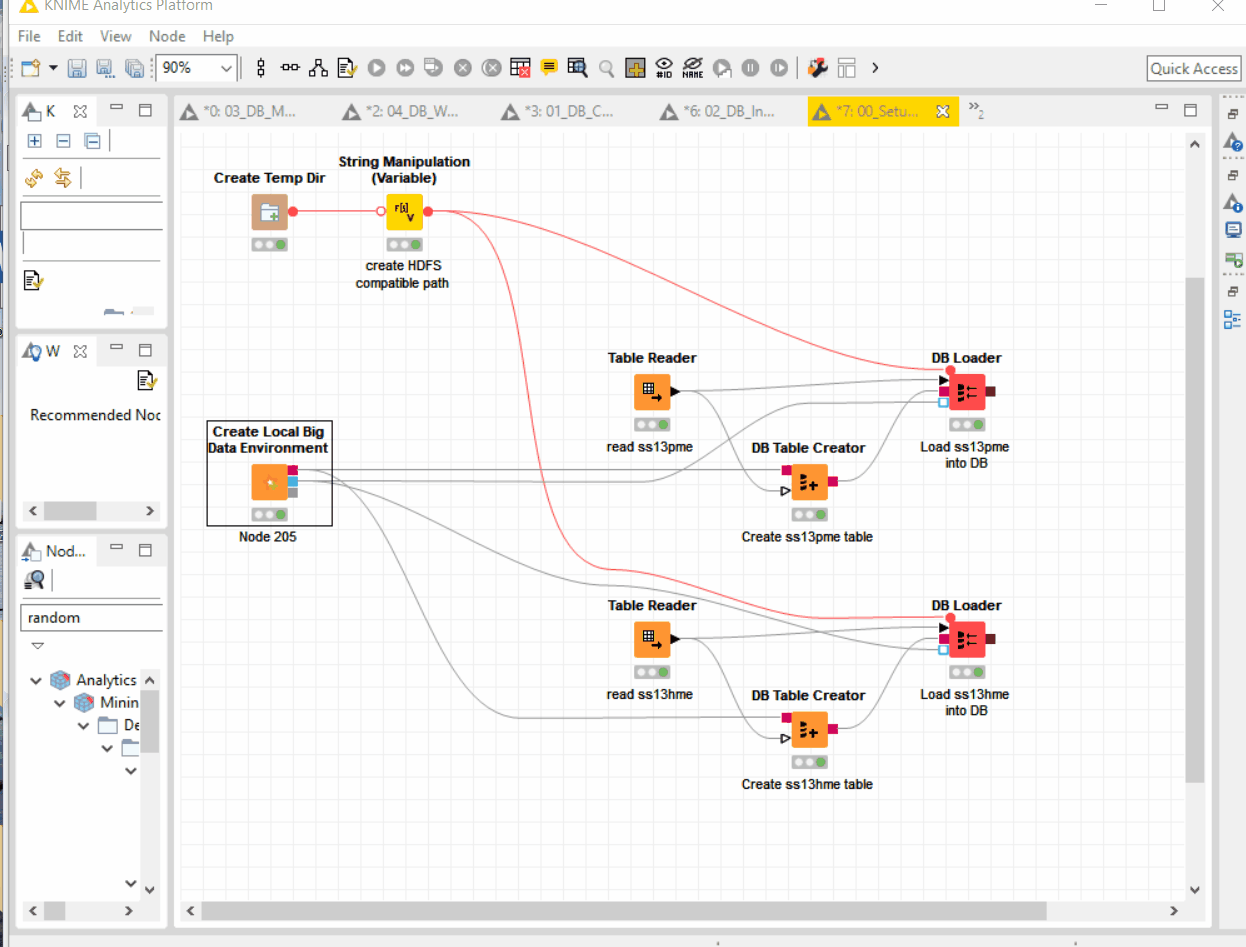 KNIME Analytics Platform
File Edit View Node Help
90%
#ID
NAME
Quick Access
K
*0: 03_DB_M...
*2: 04_DB_W...
*3: 01_DB_C...
*6: 02_DB_In...
*7: 00_Setu...
2
String Manipulation
(Variable)
Create Temp Dir
create HDFS
compatible path
W
Recommended Noc
Table Reader
DB Loader
read ss13pme
DB Table Creator
Load ss13pme
into DB
Create Local Big
Data Environment
Node 205
Create ss13pme table
Nod...
random
Analytics
Minin
De
Table Reader
DB Loader
read ss13hme
DB Table Creator
Load ss13hme
into DB
Create ss13hme table